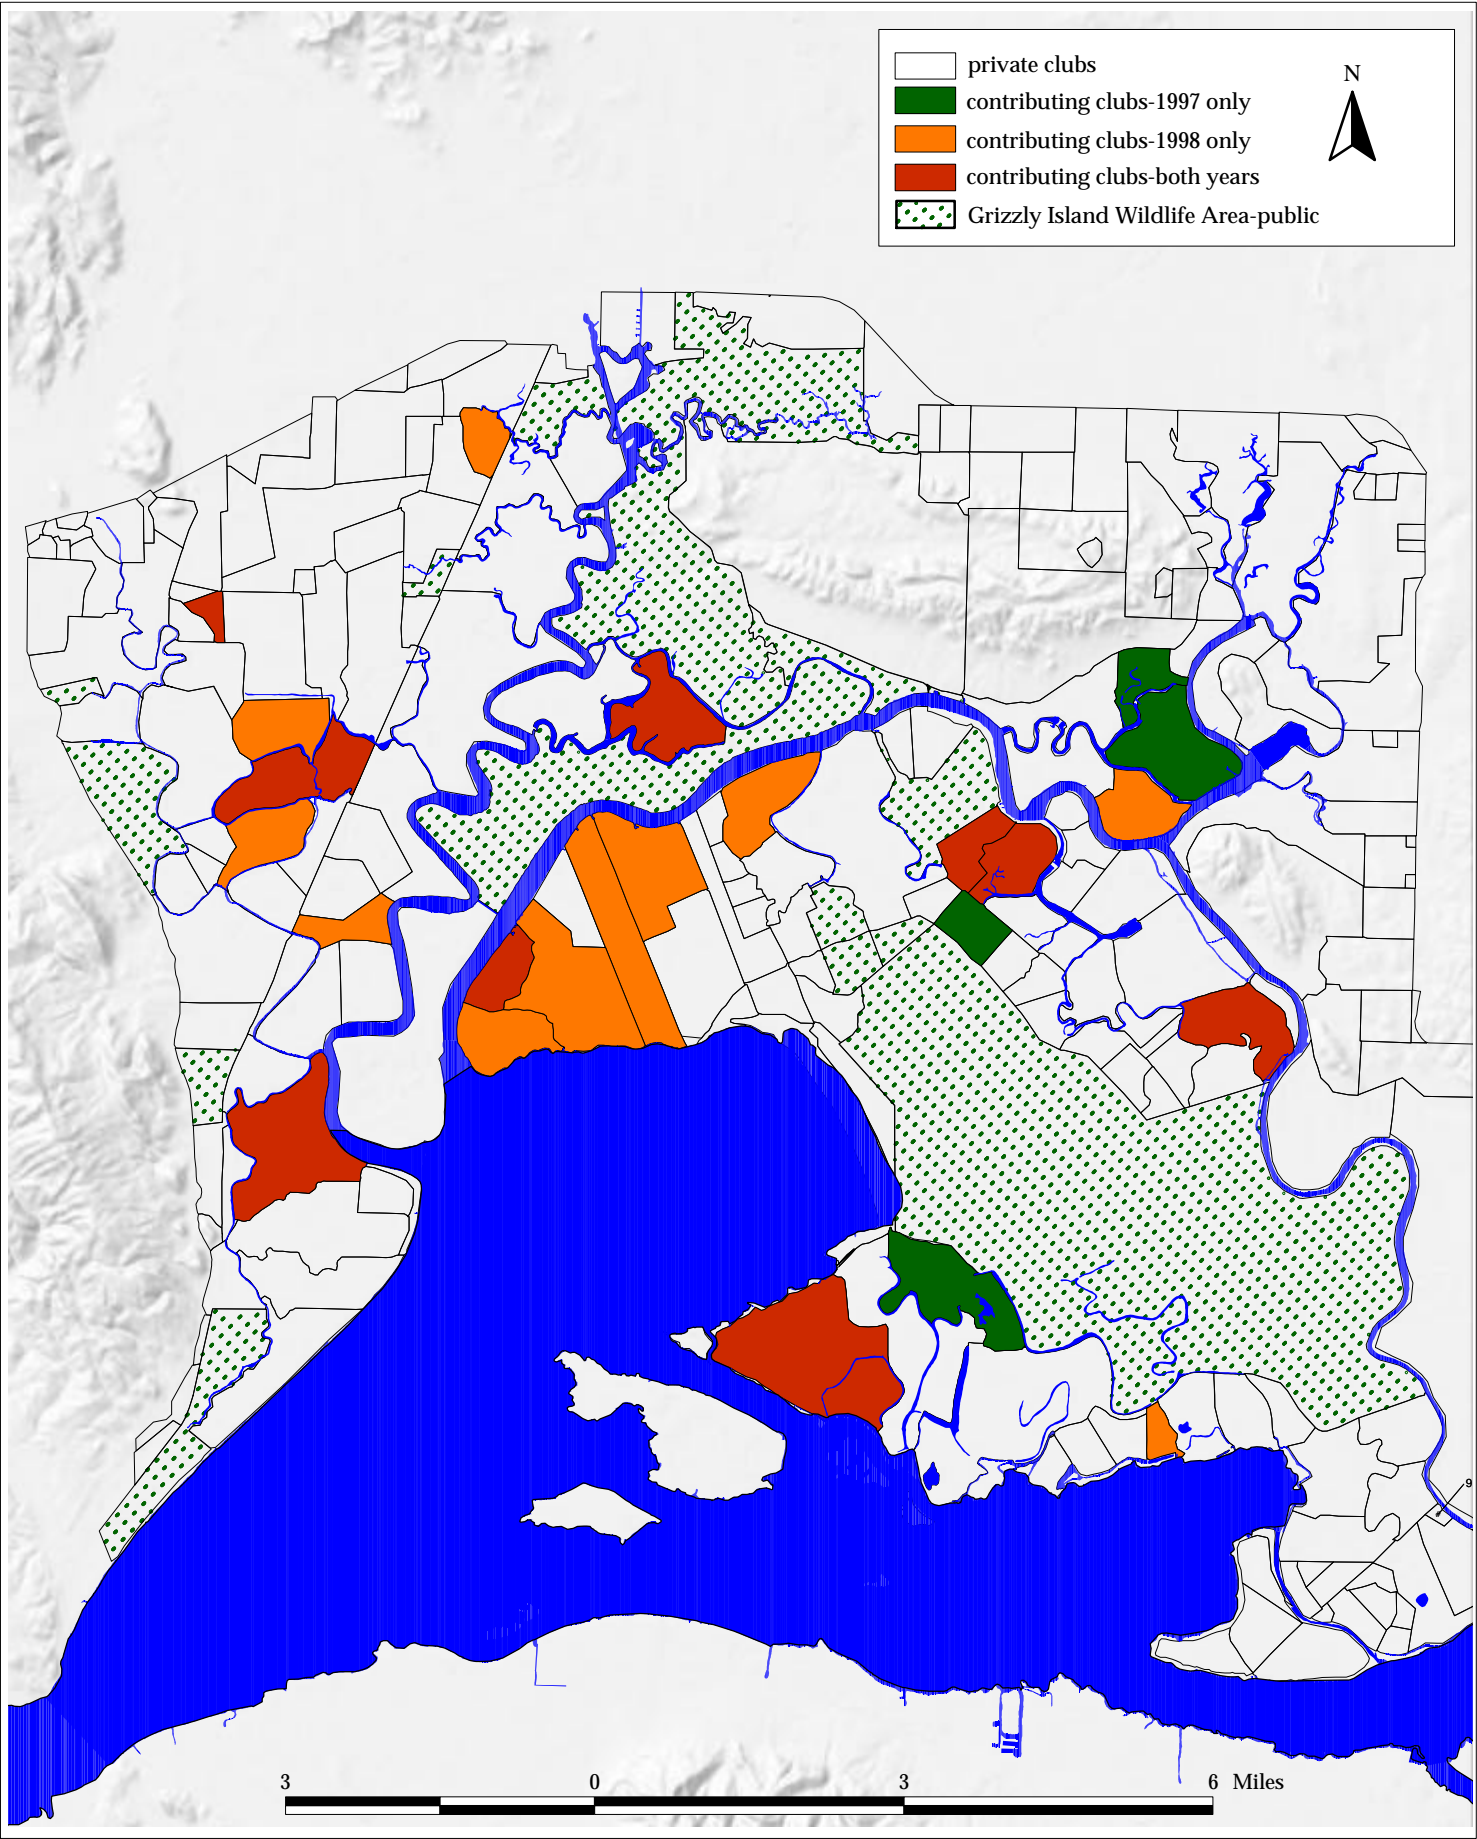 private clubs
contributing clubs-1997 only
contributing clubs-1998 only
contributing clubs-both years
Grizzly Island Wildlife Area-public
N
9
3 0 3 6 Miles